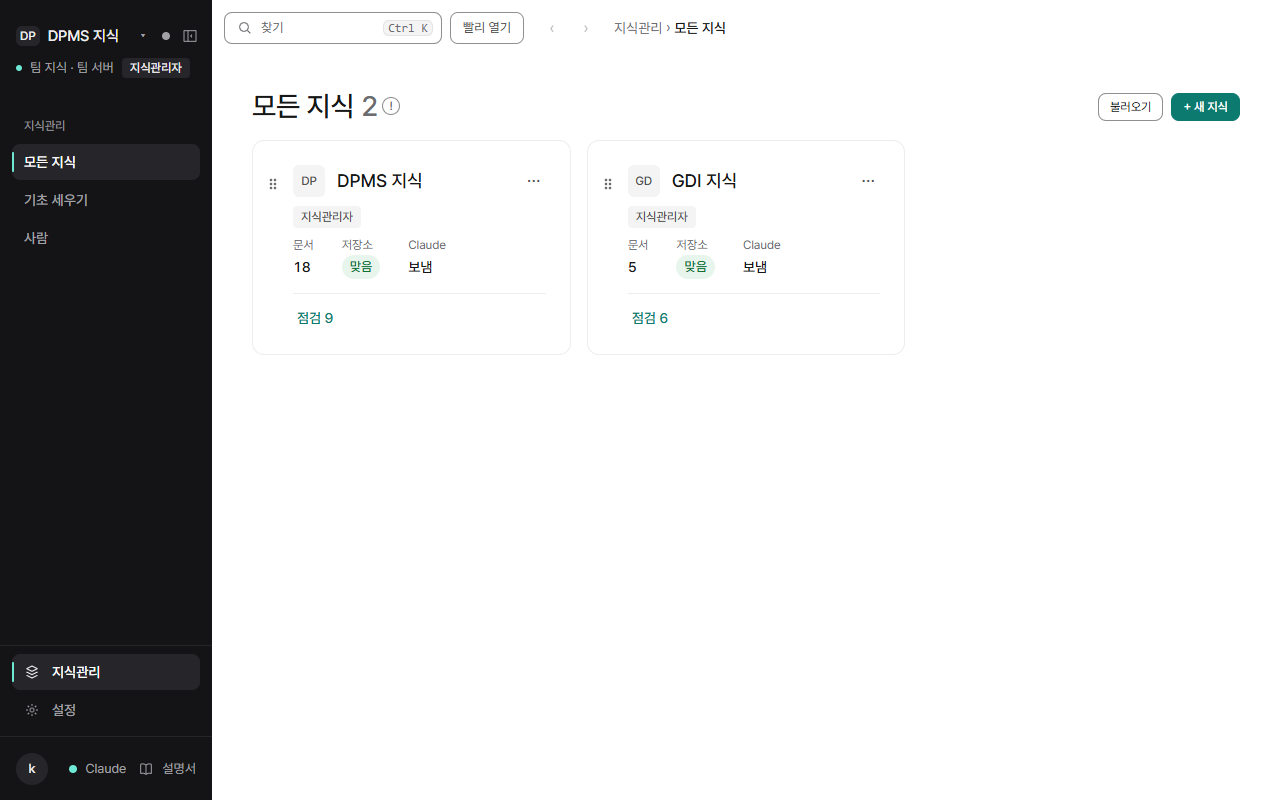 DP DPMS 지식
팀 지식 · 팀 서버 지식관리자
지식관리
모든 지식
기초 세우기
사람
지식관리
설정
k Claude 설명서
찾기 Ctrl K 빨리 열기 ‹ › 지식관리 › 모든 지식
모든 지식 2 !
불러오기 + 새 지식
DP DPMS 지식 ···
지식관리자
문서 저장소 Claude
18 맞음 보냄
점검 9
GD GDI 지식 ···
지식관리자
문서 저장소 Claude
5 맞음 보냄
점검 6